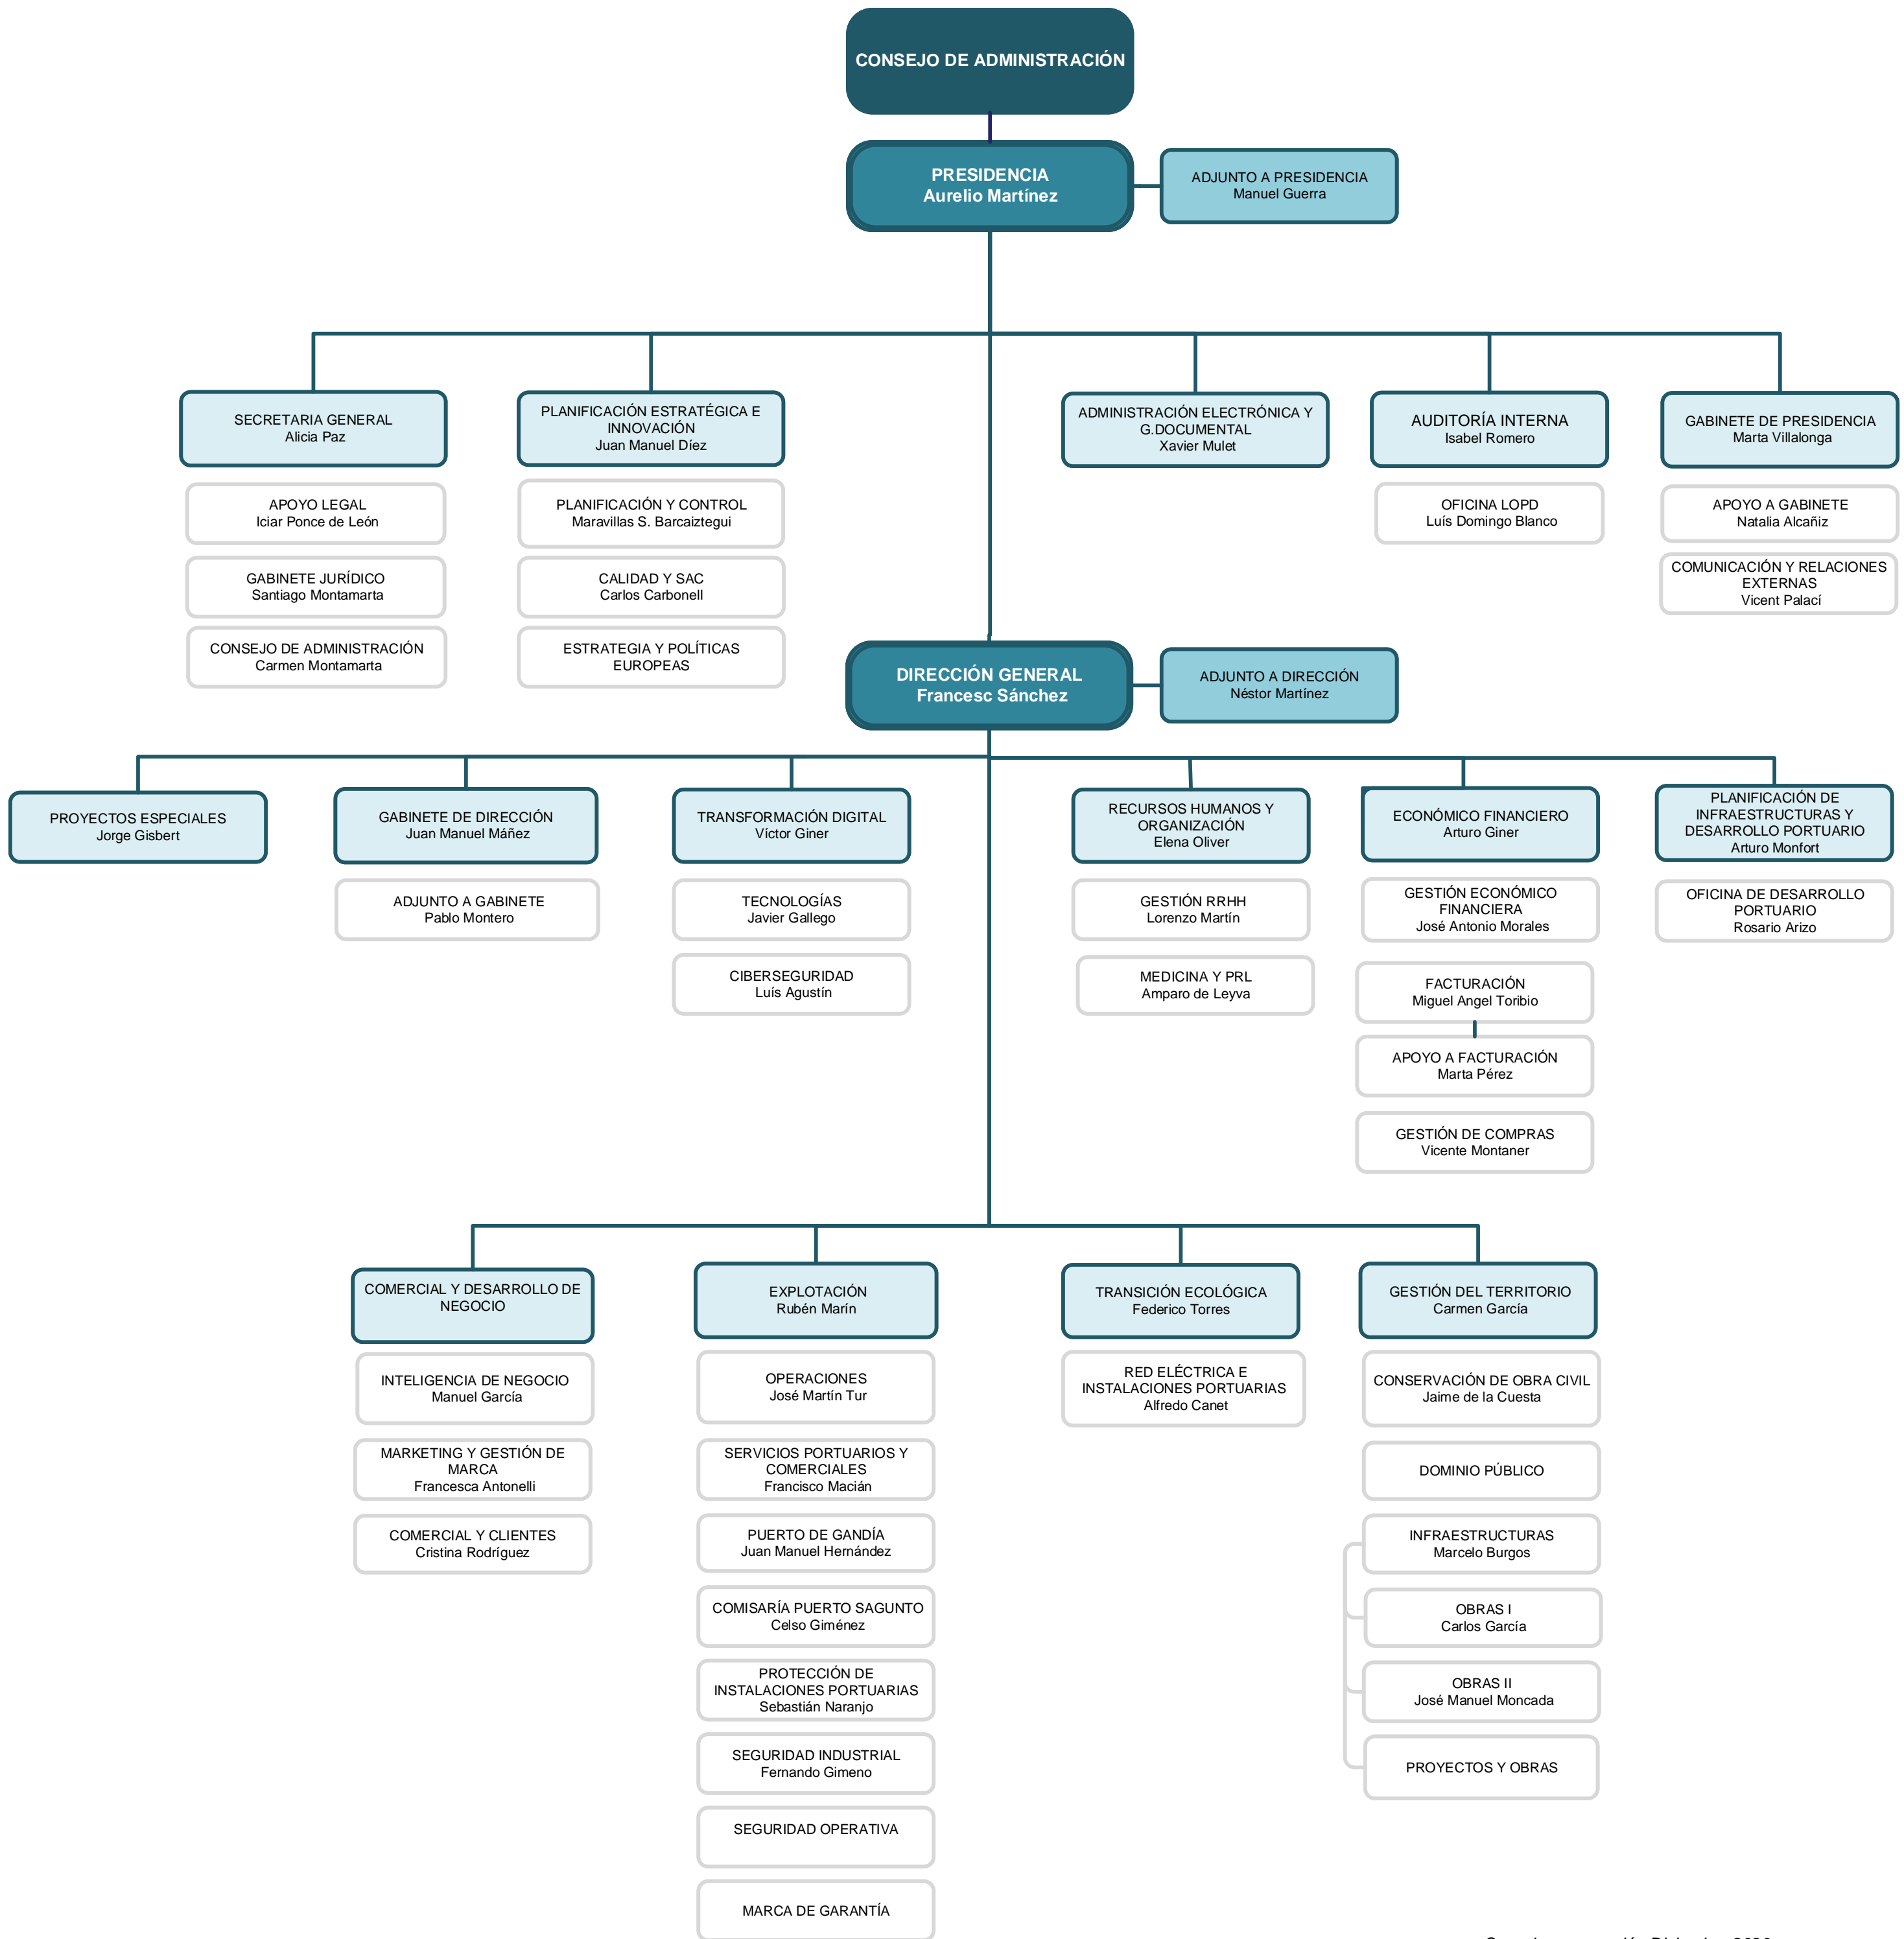 CONSEJO DE ADMINISTRACIÓN
PRESIDENCIA
Aurelio Martínez
ADJUNTO A PRESIDENCIA
Manuel Guerra
SECRETARIA GENERAL
Alicia Paz
APOYO LEGAL
Iciar Ponce de León
GABINETE JURÍDICO
Santiago Montamarta
CONSEJO DE ADMINISTRACIÓN
Carmen Montamarta
PLANIFICACIÓN ESTRATÉGICA E
INNOVACIÓN
Juan Manuel Díez
PLANIFICACIÓN Y CONTROL
Maravillas S. Barcaiztegui
CALIDAD Y SAC
Carlos Carbonell
ESTRATEGIA Y POLÍTICAS
EUROPEAS
ADMINISTRACIÓN ELECTRÓNICA Y
G.DOCUMENTAL
Xavier Mulet
AUDITORÍA INTERNA
Isabel Romero
OFICINA LOPD
Luís Domingo Blanco
GABINETE DE PRESIDENCIA
Marta Villalonga
APOYO A GABINETE
Natalia Alcañiz
COMUNICACIÓN Y RELACIONES
EXTERNAS
Vicent Palací
DIRECCIÓN GENERAL
Francesc Sánchez
ADJUNTO A DIRECCIÓN
Néstor Martínez
PROYECTOS ESPECIALES
Jorge Gisbert
GABINETE DE DIRECCIÓN
Juan Manuel Máñez
ADJUNTO A GABINETE
Pablo Montero
TRANSFORMACIÓN DIGITAL
Víctor Giner
TECNOLOGÍAS
Javier Gallego
CIBERSEGURIDAD
Luís Agustín
RECURSOS HUMANOS Y
ORGANIZACIÓN
Elena Oliver
GESTIÓN RRHH
Lorenzo Martín
MEDICINA Y PRL
Amparo de Leyva
ECONÓMICO FINANCIERO
Arturo Giner
GESTIÓN ECONÓMICO
FINANCIERA
José Antonio Morales
FACTURACIÓN
Miguel Angel Toribio
APOYO A FACTURACIÓN
Marta Pérez
GESTIÓN DE COMPRAS
Vicente Montaner
PLANIFICACIÓN DE
INFRAESTRUCTURAS Y
DESARROLLO PORTUARIO
Arturo Monfort
OFICINA DE DESARROLLO
PORTUARIO
Rosario Arizo
COMERCIAL Y DESARROLLO DE
NEGOCIO
INTELIGENCIA DE NEGOCIO
Manuel García
MARKETING Y GESTIÓN DE
MARCA
Francesca Antonelli
COMERCIAL Y CLIENTES
Cristina Rodríguez
EXPLOTACIÓN
Rubén Marín
OPERACIONES
José Martín Tur
SERVICIOS PORTUARIOS Y
COMERCIALES
Francisco Macián
PUERTO DE GANDÍA
Juan Manuel Hernández
COMISARÍA PUERTO SAGUNTO
Celso Giménez
PROTECCIÓN DE
INSTALACIONES PORTUARIAS
Sebastián Naranjo
SEGURIDAD INDUSTRIAL
Fernando Gimeno
SEGURIDAD OPERATIVA
MARCA DE GARANTÍA
TRANSICIÓN ECOLÓGICA
Federico Torres
RED ELÉCTRICA E
INSTALACIONES PORTUARIAS
Alfredo Canet
GESTIÓN DEL TERRITORIO
Carmen García
CONSERVACIÓN DE OBRA CIVIL
Jaime de la Cuesta
DOMINIO PÚBLICO
INFRAESTRUCTURAS
Marcelo Burgos
OBRAS I
Carlos García
OBRAS II
José Manuel Moncada
PROYECTOS Y OBRAS